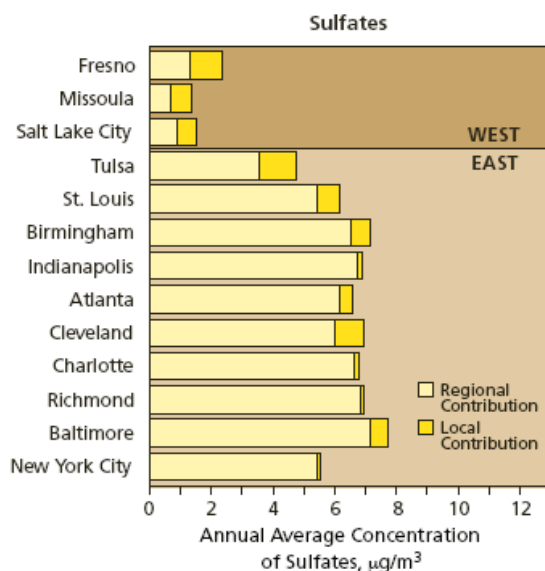 Sulfates
Fresno
Missoula
Salt Lake City
WEST
Tulsa
EAST
St. Louis
Birmingham
Indianapolis
Atlanta
Cleveland
Charlotte
Regional
Contribution
Richmond
Local
Contribution
Baltimore
New York City
0 2 4 6 8 10 12
Annual Average Concentration
of Sulfates, μg/m³